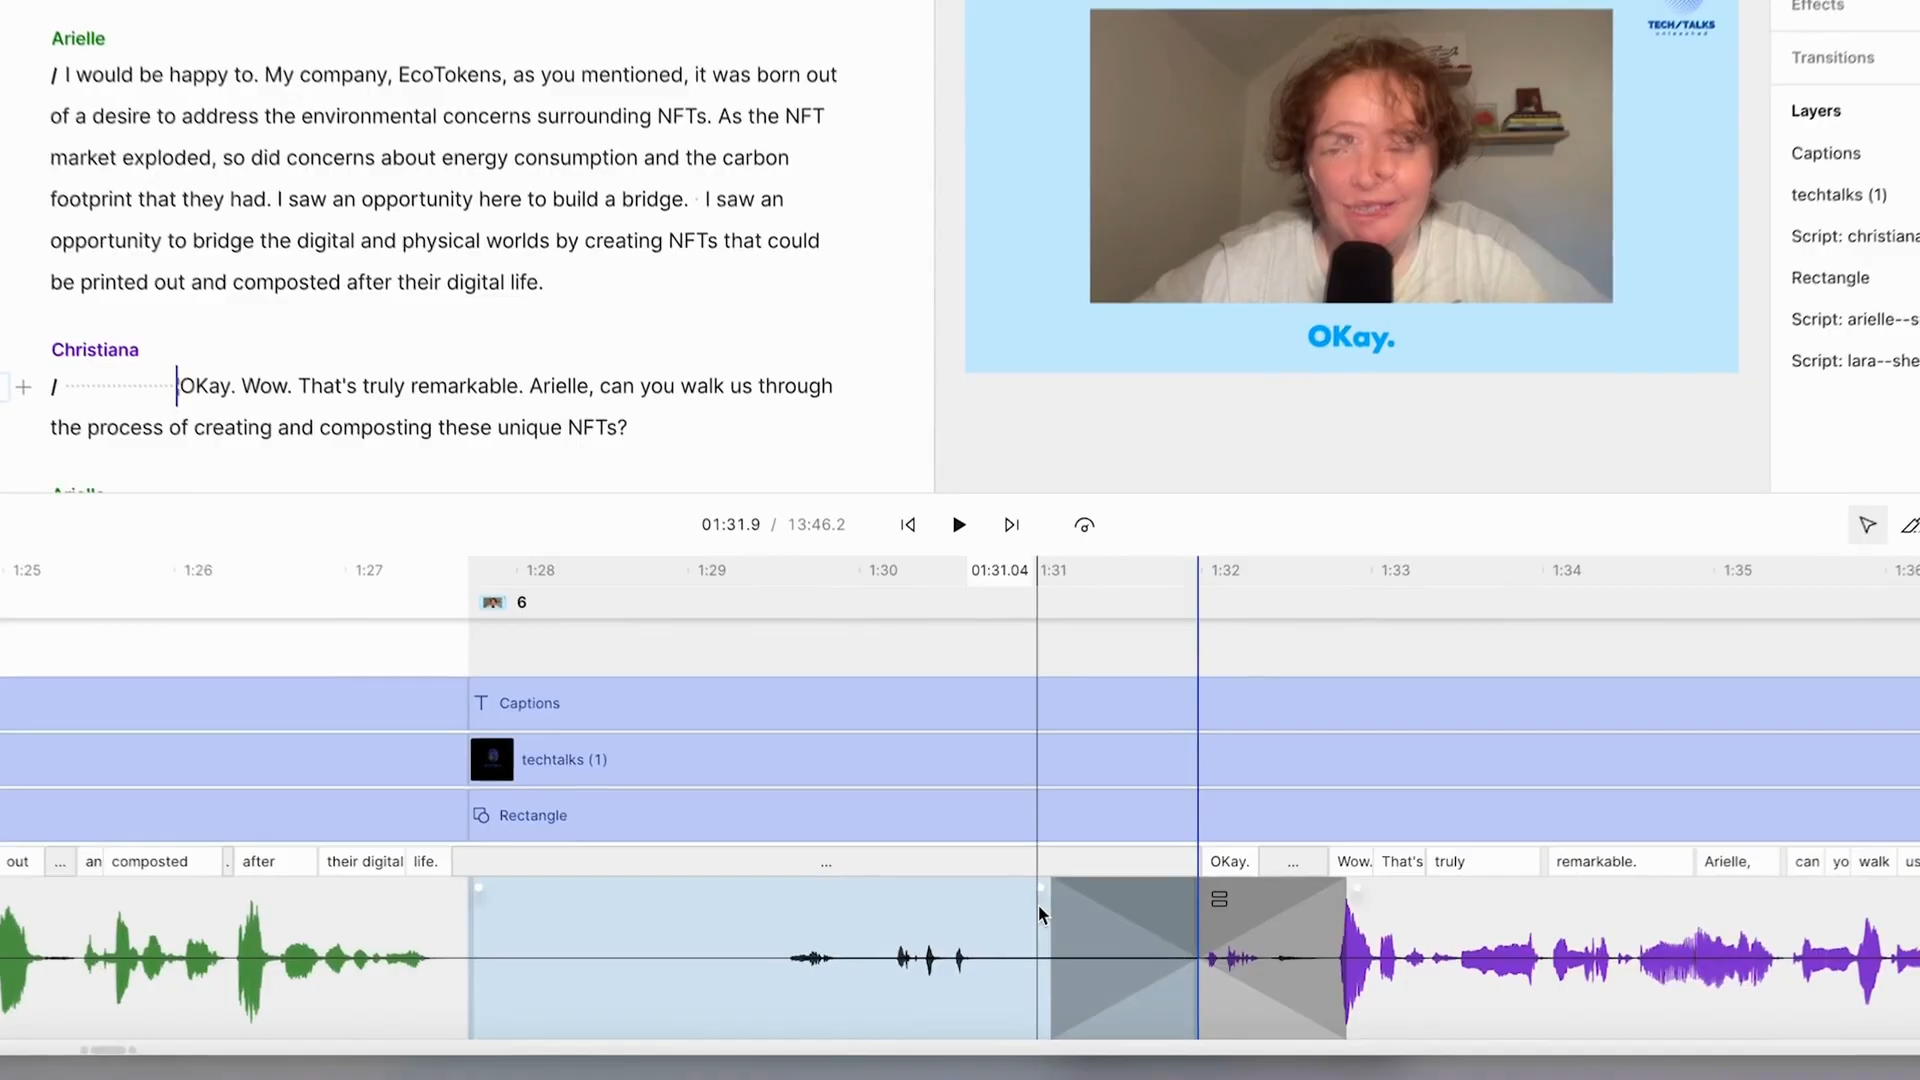 Arielle
/ I would be happy to. My company, EcoTokens, as you mentioned, it was born out
of a desire to address the environmental concerns surrounding NFTs. As the NFT
market exploded, so did concerns about energy consumption and the carbon
footprint that they had. I saw an opportunity here to build a bridge. · I saw an
opportunity to bridge the digital and physical worlds by creating NFTs that could
be printed out and composted after their digital life.
Christiana
/ OKay. Wow. That's truly remarkable. Arielle, can you walk us through
the process of creating and composting these unique NFTs?
Arielle
TECH/TALKS
unleashed
OKay.
Effects
Transitions
Layers
Captions
techtalks (1)
Script: christiana
Rectangle
Script: arielle--s
Script: lara--she
01:31.9 / 13:46.2
1:25 1:26 1:27 1:28 1:29 1:30 01:31.04 1:31 1:32 1:33 1:34 1:35 1:36
6
Captions
techtalks (1)
Rectangle
out ... an composted . after their digital life. ... OKay. ... Wow. That's truly remarkable. Arielle, can yo walk us